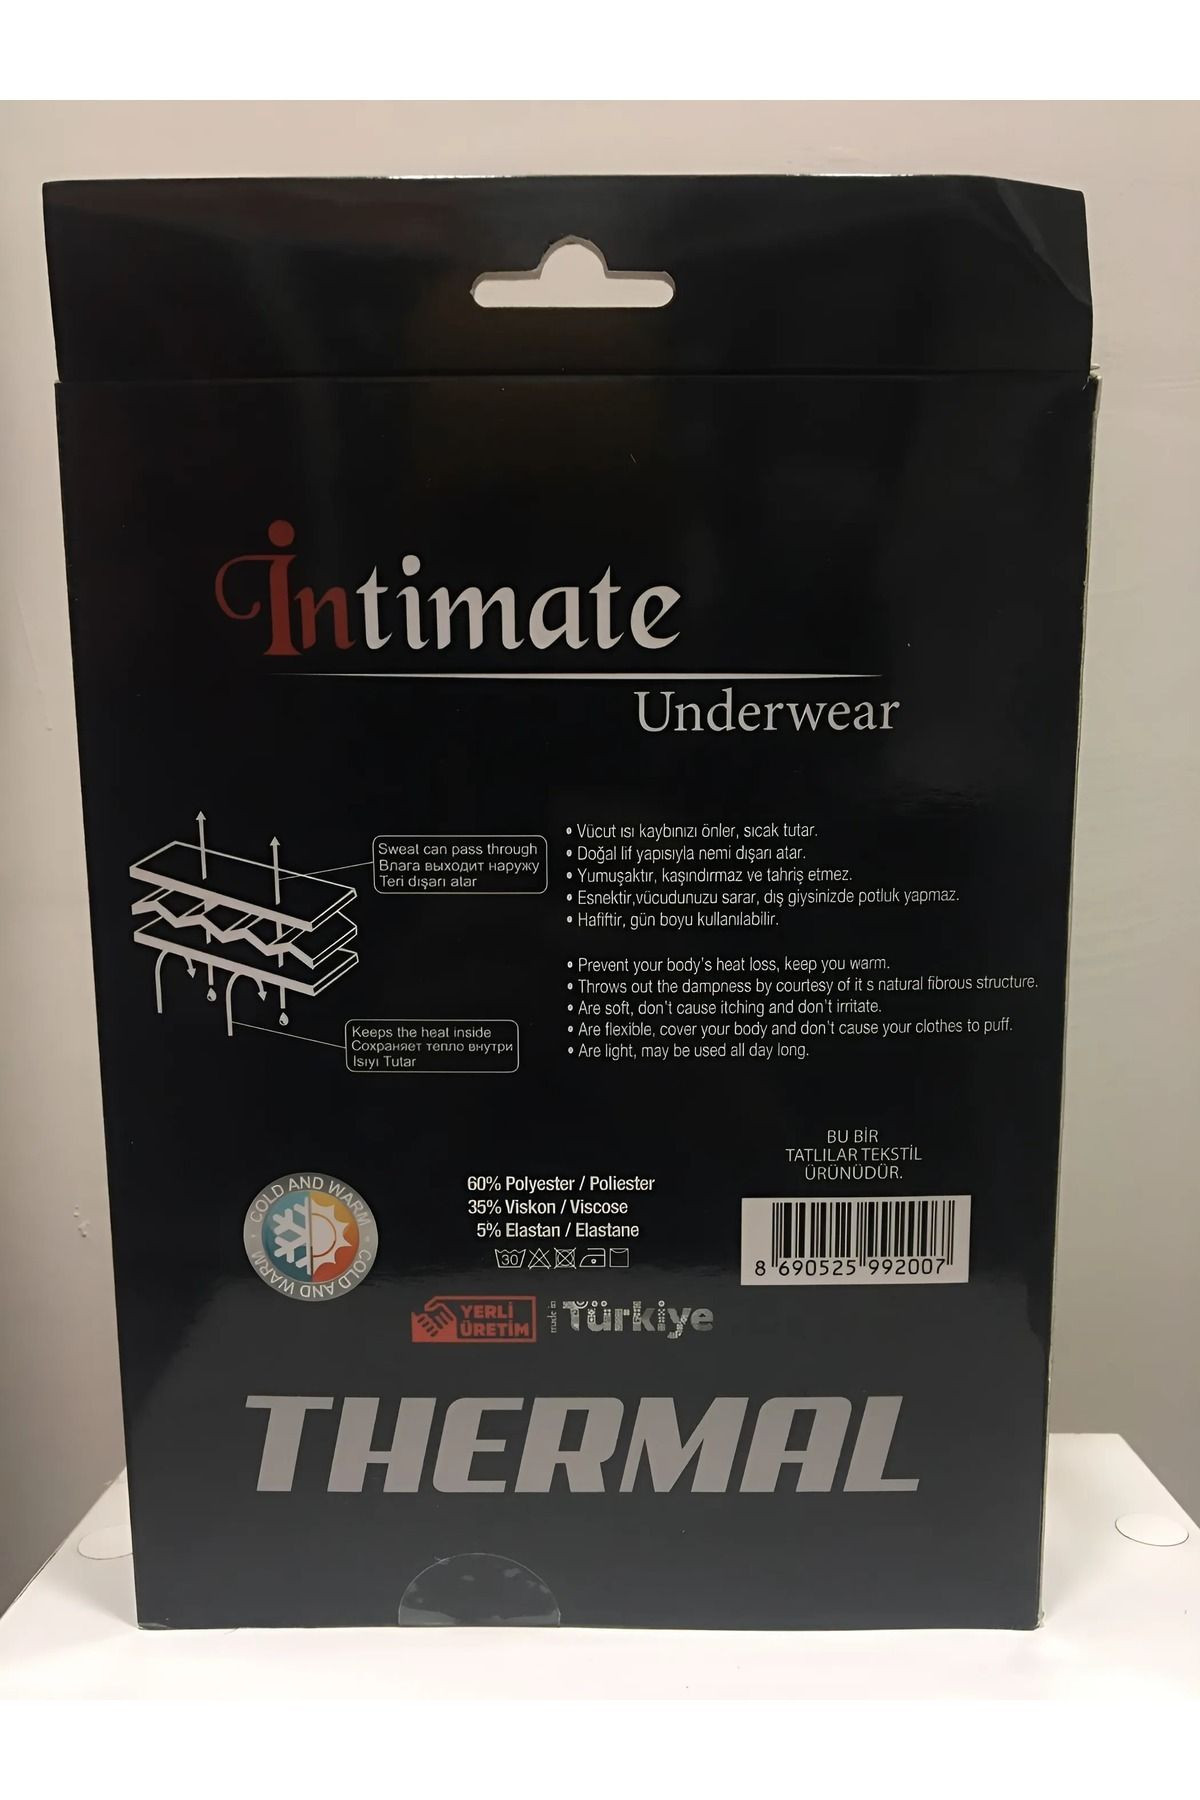 İntimate
Underwear
Sweat can pass through
Влага выходит наружу
Teri dışarı atar
Keeps the heat inside
Сохраняет тепло внутри
Isıyı Tutar
• Vücut ısı kaybınızı önler, sıcak tutar.
• Doğal lif yapısıyla nemi dışarı atar.
• Yumuşaktır, kaşındırmaz ve tahriş etmez.
• Esnektir,vücudunuzu sarar, dış giysinizde potluk yapmaz.
• Hafiftir, gün boyu kullanılabilir.
• Prevent your body's heat loss, keep you warm.
• Throws out the dampness by courtesy of it s natural fibrous structure.
• Are soft, don't cause itching and don't irritate.
• Are flexible, cover your body and don't cause your clothes to puff.
• Are light, may be used all day long.
BU BİR
TATLILAR TEKSTİL
ÜRÜNÜDÜR.
COLD AND WARM · COLD AND WARM ·
60% Polyester / Poliester
35% Viskon / Viscose
5% Elastan / Elastane
30
8 690525 992007
YERLİ
ÜRETİM
made in
Türkiye
THERMAL